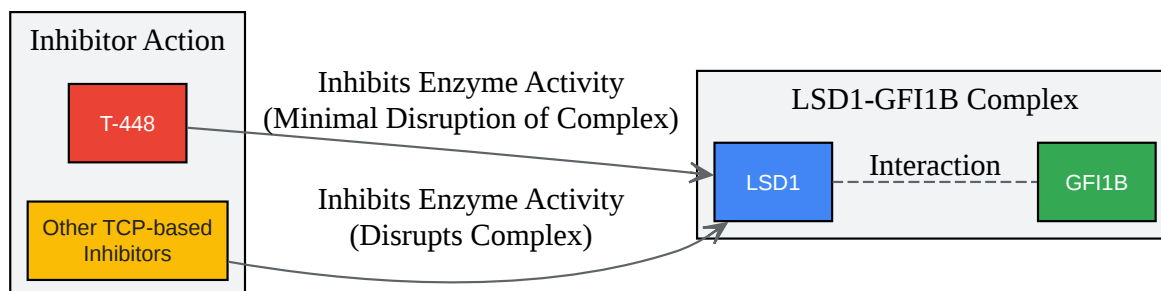 Inhibitor Action
T-448
Other TCP-based
Inhibitors
Inhibits Enzyme Activity
(Minimal Disruption of Complex)
Inhibits Enzyme Activity
(Disrupts Complex)
LSD1-GFI1B Complex
LSD1
Interaction
GFI1B